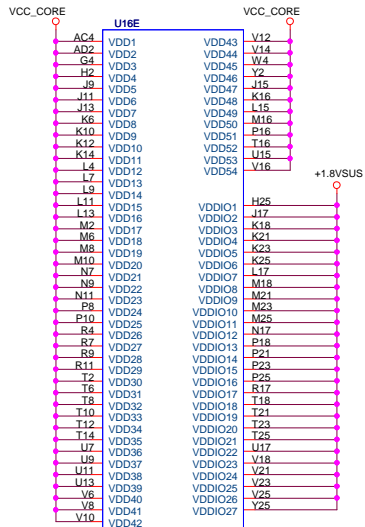 VCC_CORE
VCC_CORE
U16E
AC4 VDD1
AD2 VDD2
G4 VDD3
H2 VDD4
J9 VDD5
J11 VDD6
J13 VDD7
K6 VDD8
K10 VDD9
K12 VDD10
K14 VDD11
L4 VDD12
L7 VDD13
L9 VDD14
L11 VDD15
L13 VDD16
M2 VDD17
M6 VDD18
M8 VDD19
M10 VDD20
N7 VDD21
N9 VDD22
N11 VDD23
P8 VDD24
P10 VDD25
R4 VDD26
R7 VDD27
R9 VDD28
R11 VDD29
T2 VDD30
T6 VDD31
T8 VDD32
T10 VDD33
T12 VDD34
T14 VDD35
U7 VDD36
U9 VDD37
U11 VDD38
U13 VDD39
V6 VDD40
V8 VDD41
V10 VDD42
VDD43 V12
VDD44 V14
VDD45 W4
VDD46 Y2
VDD47 J15
VDD48 K16
VDD49 L15
VDD50 M16
VDD51 P16
VDD52 T16
VDD53 U15
VDD54 V16
+1.8VSUS
VDDIO1 H25
VDDIO2 J17
VDDIO3 K18
VDDIO4 K21
VDDIO5 K23
VDDIO6 K25
VDDIO7 L17
VDDIO8 M18
VDDIO9 M21
VDDIO10 M23
VDDIO11 M25
VDDIO12 N17
VDDIO13 P18
VDDIO14 P21
VDDIO15 P23
VDDIO16 P25
VDDIO17 R17
VDDIO18 T18
VDDIO19 T21
VDDIO20 T23
VDDIO21 T25
VDDIO22 U17
VDDIO23 V18
VDDIO24 V21
VDDIO25 V23
VDDIO26 V25
VDDIO27 Y25